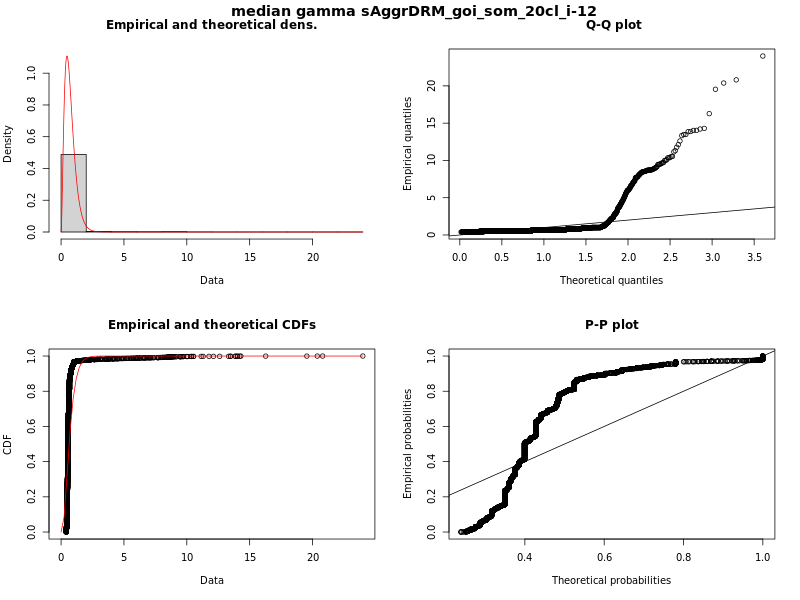 median gamma sAggrDRM_goi_som_20cl_i-12
Empirical and theoretical dens.
Density
0.0 0.2 0.4 0.6 0.8 1.0
0 5 10 15 20
Data
Q-Q plot
Empirical quantiles
0 5 10 15 20
0.0 0.5 1.0 1.5 2.0 2.5 3.0 3.5
Theoretical quantiles
Empirical and theoretical CDFs
CDF
0.0 0.2 0.4 0.6 0.8 1.0
0 5 10 15 20
Data
P-P plot
Empirical probabilities
0.0 0.2 0.4 0.6 0.8 1.0
0.4 0.6 0.8 1.0
Theoretical probabilities